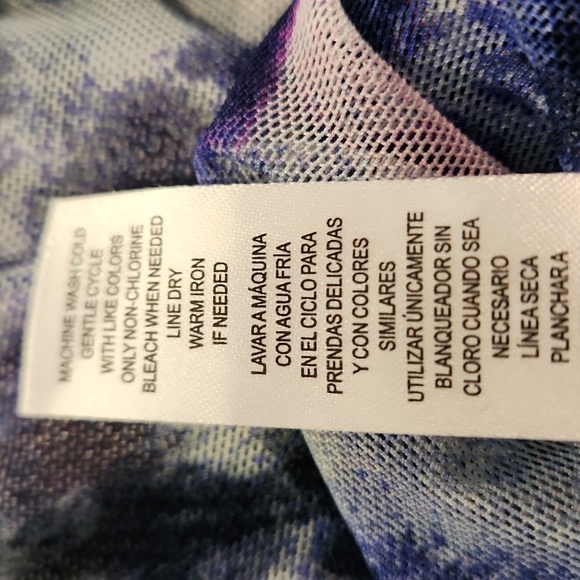 MACHINE WASH COLD
GENTLE CYCLE
WITH LIKE COLORS
ONLY NON-CHLORINE
BLEACH WHEN NEEDED
LINE DRY
WARM IRON
IF NEEDED
LAVAR A MÁQUINA
CON AGUA FRÍA
EN EL CICLO PARA
PRENDAS DELICADAS
Y CON COLORES
SIMILARES
UTILIZAR ÚNICAMENTE
BLANQUEADOR SIN
CLORO CUANDO SEA
NECESARIO
LÍNEA SECA
PLANCHARA